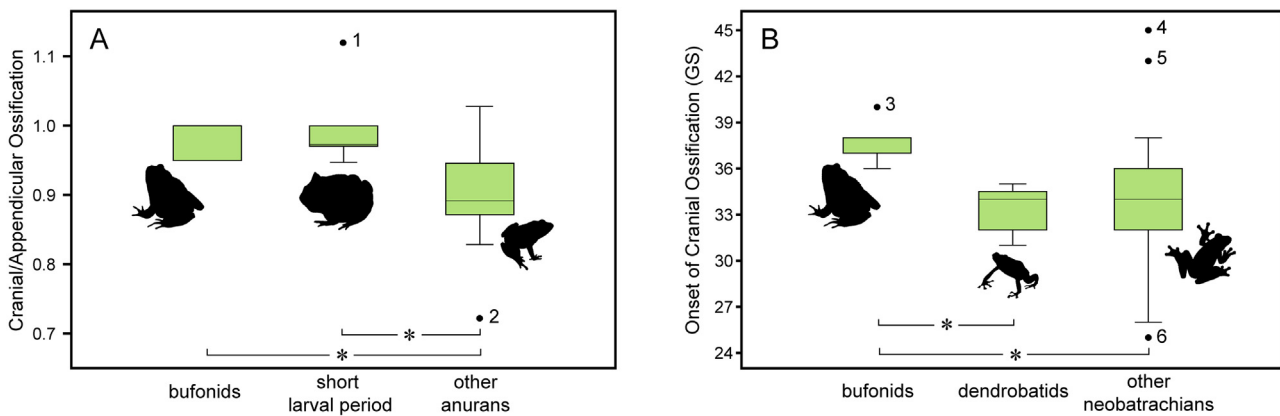 A
Cranial/Appendicular Ossification
1.1
1.0
0.9
0.8
0.7
1
2
*
*
bufonids
short
larval period
other
anurans
B
Onset of Cranial Ossification (GS)
45
42
39
36
33
30
27
24
3
4
5
6
*
*
bufonids
dendrobatids
other
neobatrachians